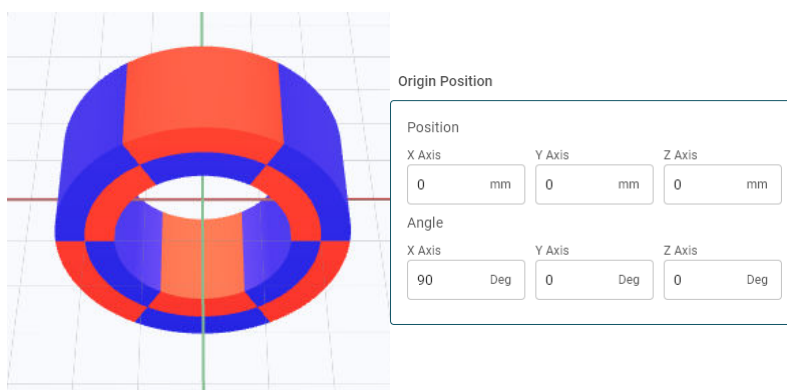 Origin Position
Position
X Axis Y Axis Z Axis
0 mm 0 mm 0 mm
Angle
X Axis Y Axis Z Axis
90 Deg 0 Deg 0 Deg